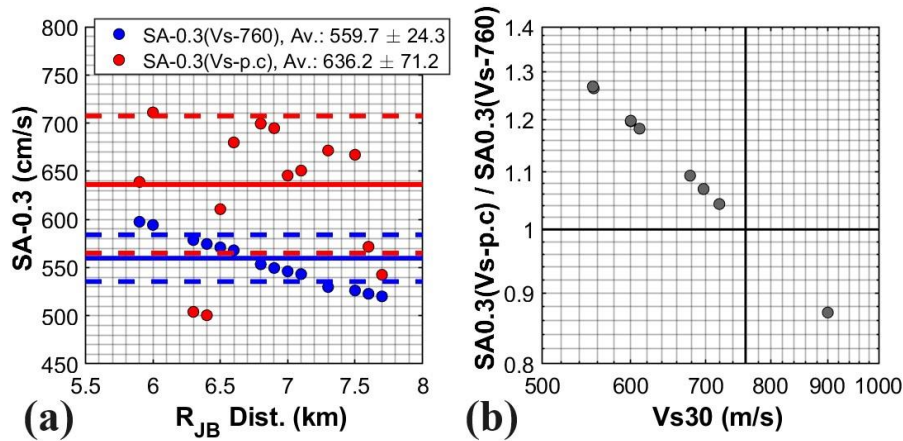 SA-0.3(Vs-760), Av.: 559.7 ± 24.3
SA-0.3(Vs-p.c), Av.: 636.2 ± 71.2
800
750
700
650
600
550
500
450
SA-0.3 (cm/s)
5.5 6 6.5 7 7.5 8
R_JB Dist. (km)
(a)
1.4
1.3
1.2
1.1
1
0.9
0.8
SA0.3(Vs-p.c) / SA0.3(Vs-760)
500 600 700 800 900 1000
Vs30 (m/s)
(b)